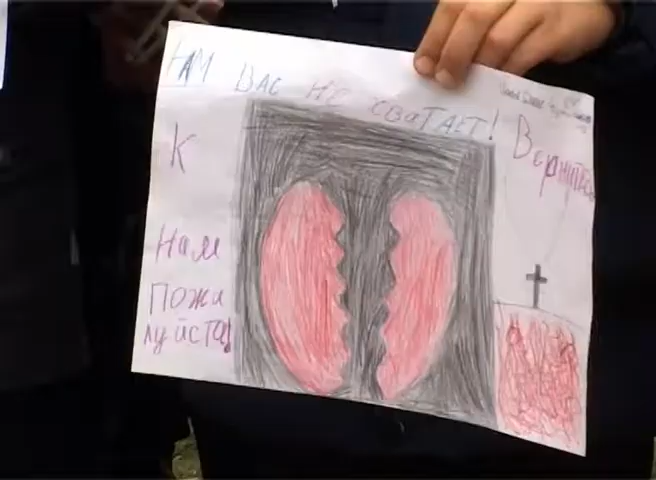 НАМ ВАС НЕ ХВАТАЕТ!
Вернитесь
К
Нам
ПОЖА
луйста!